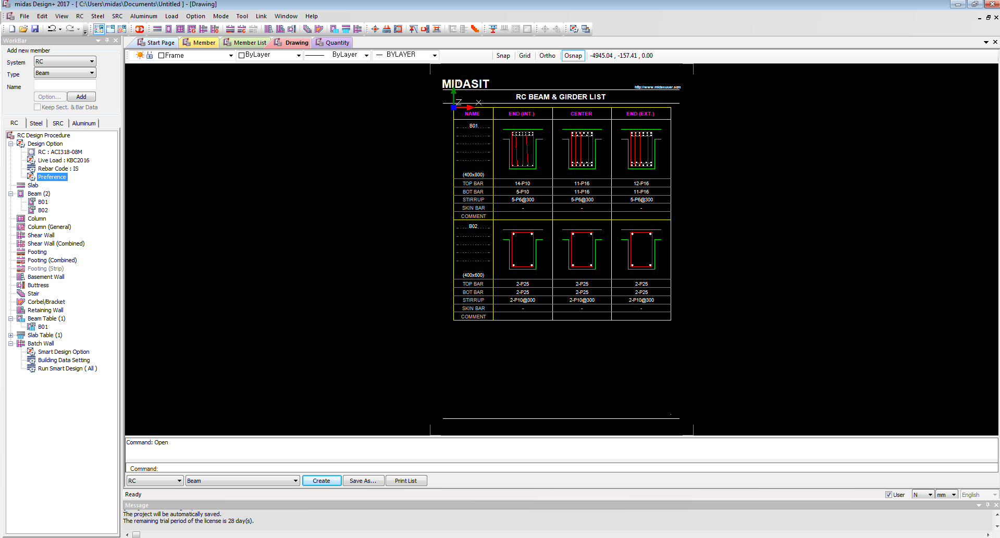 midas Design+ 2017 - [ C:\Users\midas\Documents\Untitled ] - [Drawing]
File Edit View RC Steel SRC Aluminum Load Option Mode Tool Link Window Help
WorkBar
Add new member
System RC
Type Beam
Name
Option... Add
Keep Sect. & Bar Data
RC Steel SRC Aluminum
RC Design Procedure
Design Option
RC : ACI318-08M
Live Load : KBC2016
Rebar Code : IS
Preference
Slab
Beam (2)
B01
B02
Column
Column (General)
Shear Wall
Shear Wall (Combined)
Footing
Footing (Combined)
Footing (Strip)
Basement Wall
Buttress
Stair
Corbel/Bracket
Retaining Wall
Beam Table (1)
B01
Slab Table (1)
Batch Wall
Smart Design Option
Building Data Setting
Run Smart Design ( All )
Start Page Member Member List Drawing Quantity
Frame ByLayer ByLayer BYLAYER Snap Grid Ortho Osnap -4945.04 , -157.41 , 0.00
MIDASIT
http://www.midasuser.com
RC BEAM & GIRDER LIST
Y
Z X
NAME END (INT.) CENTER END (EXT.)
B01
(400x800)
TOP BAR 14-P10 11-P16 12-P16
BOT BAR 5-P10 11-P16 11-P16
STIRRUP 5-P6@300 5-P6@300 5-P6@300
SKIN BAR - - -
COMMENT
B02
(400x600)
TOP BAR 2-P25 2-P25 2-P25
BOT BAR 2-P25 2-P25 2-P25
STIRRUP 2-P10@300 2-P10@300 2-P10@300
SKIN BAR - - -
COMMENT
Command: Open
Command:
RC Beam Create Save As... Print List
Ready User N mm English
Message
The project will be automatically saved.
The remaining trial period of the license is 28 day(s).